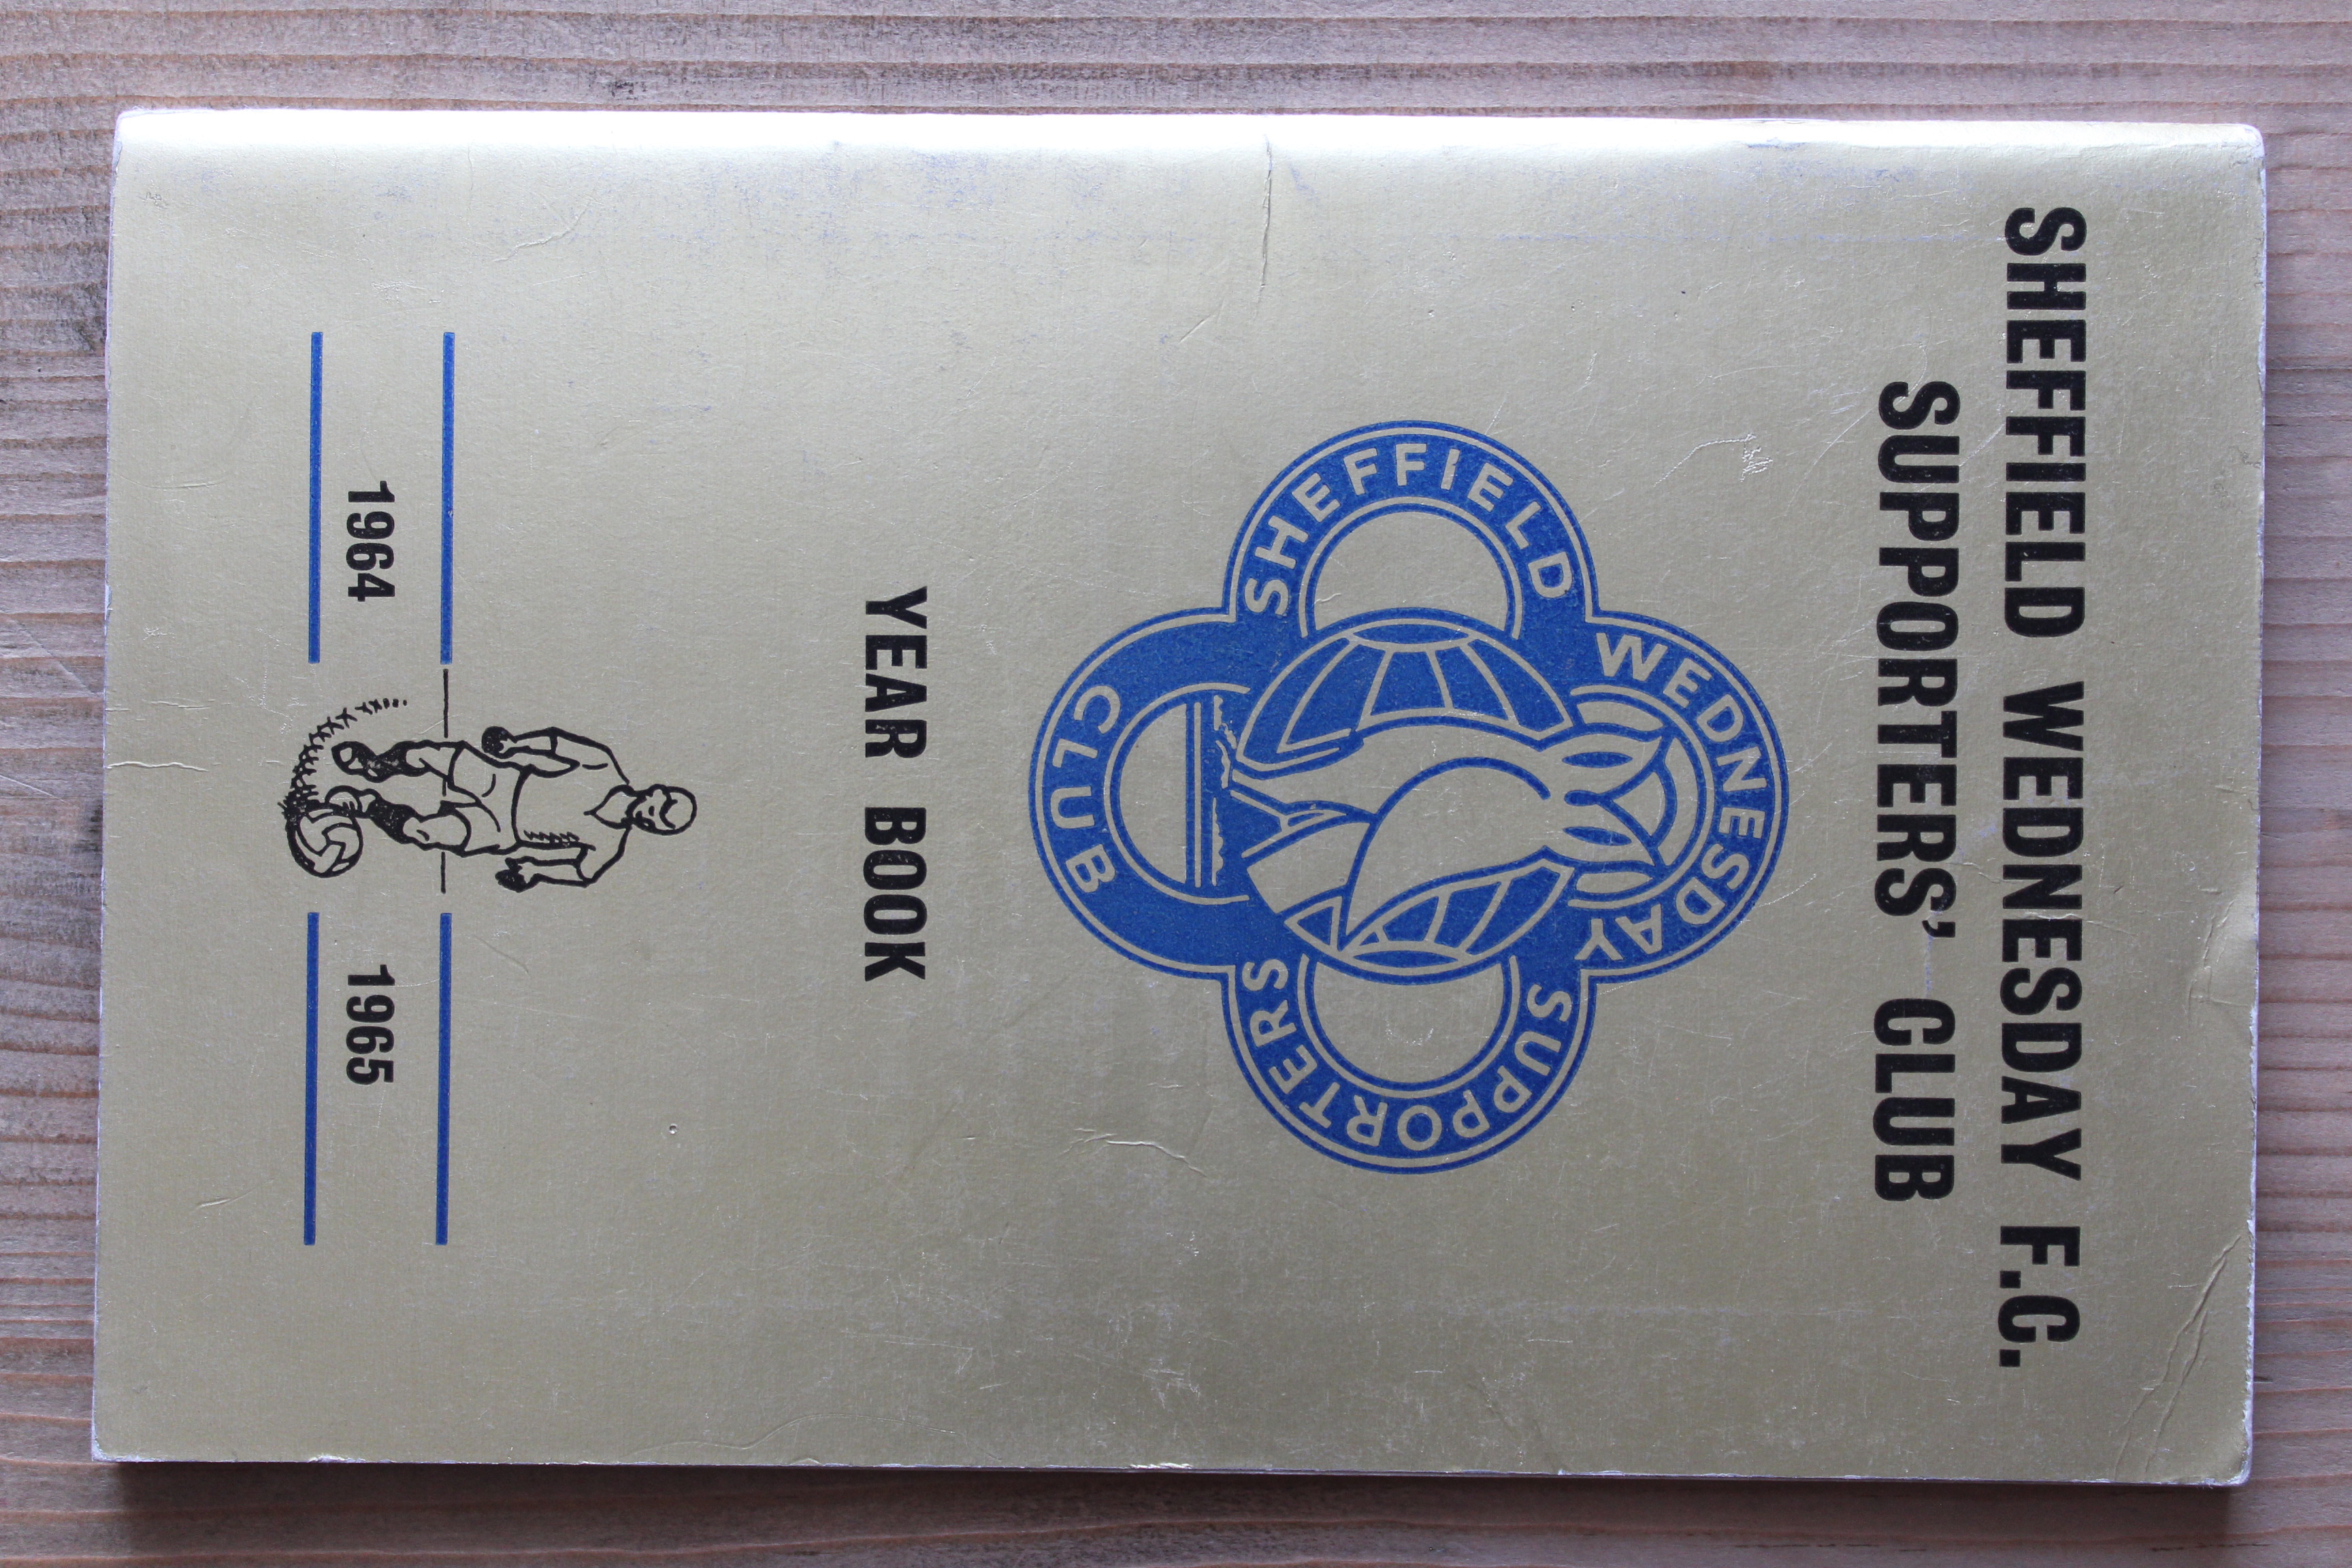 SHEFFIELD WEDNESDAY F.C.
SUPPORTERS' CLUB
SHEFFIELD WEDNESDAY SUPPORTERS CLUB
YEAR BOOK
1964 1965